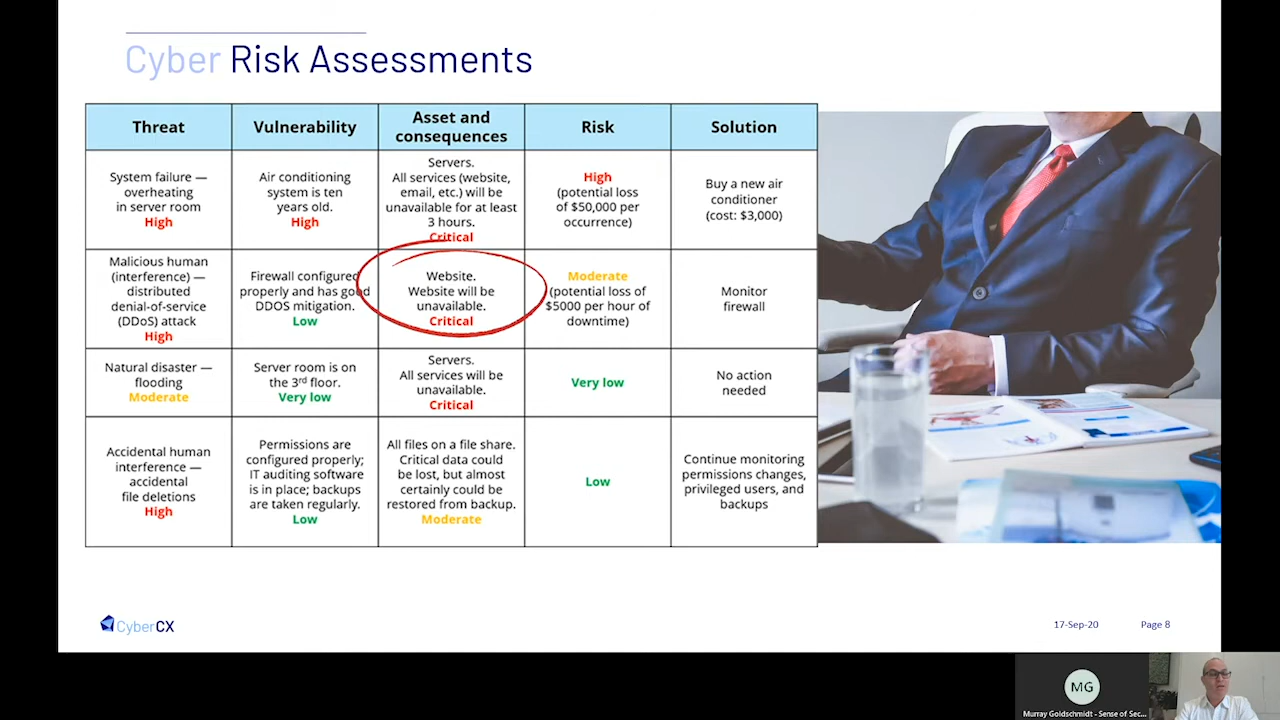 Cyber Risk Assessments
Threat
Vulnerability
Asset and
consequences
Risk
Solution
System failure —
overheating
in server room
High
Air conditioning
system is ten
years old.
High
Servers.
All services (website,
email, etc.) will be
unavailable for at least
3 hours.
Critical
High
(potential loss
of $50,000 per
occurrence)
Buy a new air
conditioner
(cost: $3,000)
Malicious human
(interference) —
distributed
denial-of-service
(DDoS) attack
High
Firewall configured
properly and has good
DDOS mitigation.
Low
Website.
Website will be
unavailable.
Critical
Moderate
(potential loss of
$5000 per hour of
downtime)
Monitor
firewall
Natural disaster —
flooding
Moderate
Server room is on
the 3rd floor.
Very low
Servers.
All services will be
unavailable.
Critical
Very low
No action
needed
Accidental human
interference —
accidental
file deletions
High
Permissions are
configured properly;
IT auditing software
is in place; backups
are taken regularly.
Low
All files on a file share.
Critical data could
be lost, but almost
certainly could be
restored from backup.
Moderate
Low
Continue monitoring
permissions changes,
privileged users, and
backups
CyberCX
17-Sep-20
Page 8
MG
Murray Goldschmidt - Sense of Sec...